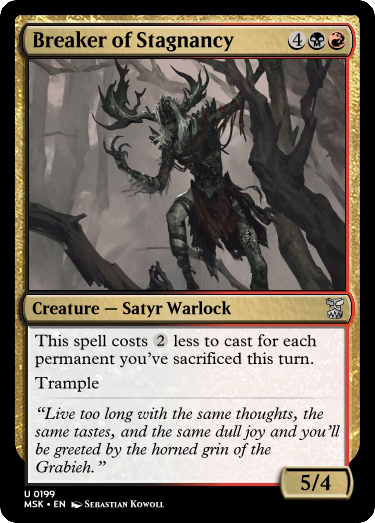 Breaker of Stagnancy 4
Creature — Satyr Warlock
This spell costs 2 less to cast for each
permanent you’ve sacrificed this turn.
Trample
“Live too long with the same thoughts, the
same tastes, and the same dull joy and you’ll
be greeted by the horned grin of the
Grabieh.”
5/4
U 0199
MSK • EN Sebastian Kowoll